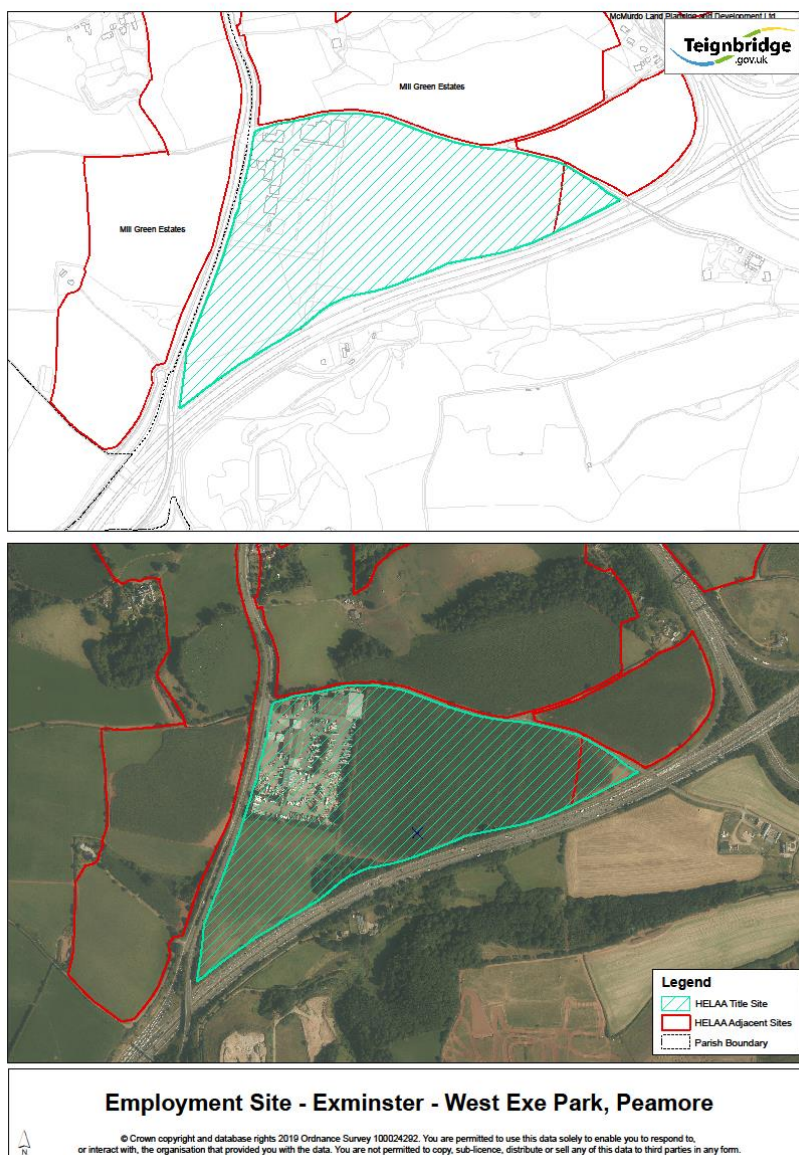 McMurdo Land Planning and Development Ltd
Teignbridge
.gov.uk
Mill Green Estates
Mill Green Estates
Legend
HELAA Title Site
HELAA Adjacent Sites
Parish Boundary
Employment Site - Exminster - West Exe Park, Peamore
N
© Crown copyright and database rights 2019 Ordnance Survey 100024292. You are permitted to use this data solely to enable you to respond to,
or interact with, the organisation that provided you with the data. You are not permitted to copy, sub-licence, distribute or sell any of this data to third parties in any form.